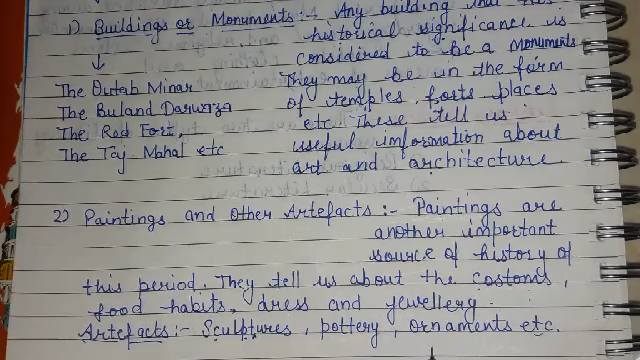 1) Buildings or Monuments :- Any building that has
historical significance is
considered to be a Monuments
They may be in the form
of temples, forts places
etc. These tell us
useful information about
art and architecture.
↓
The Qutab Minar
The Buland Darwaza
The Rad Fort,
The Taj Mahal etc
2) Paintings and Other Artefacts :- Paintings are
another important
source of history of
this period. They tell us about the costoms,
food habits, dress and jewellery.
Artefacts :- Sculptures, pottery, ornaments etc.